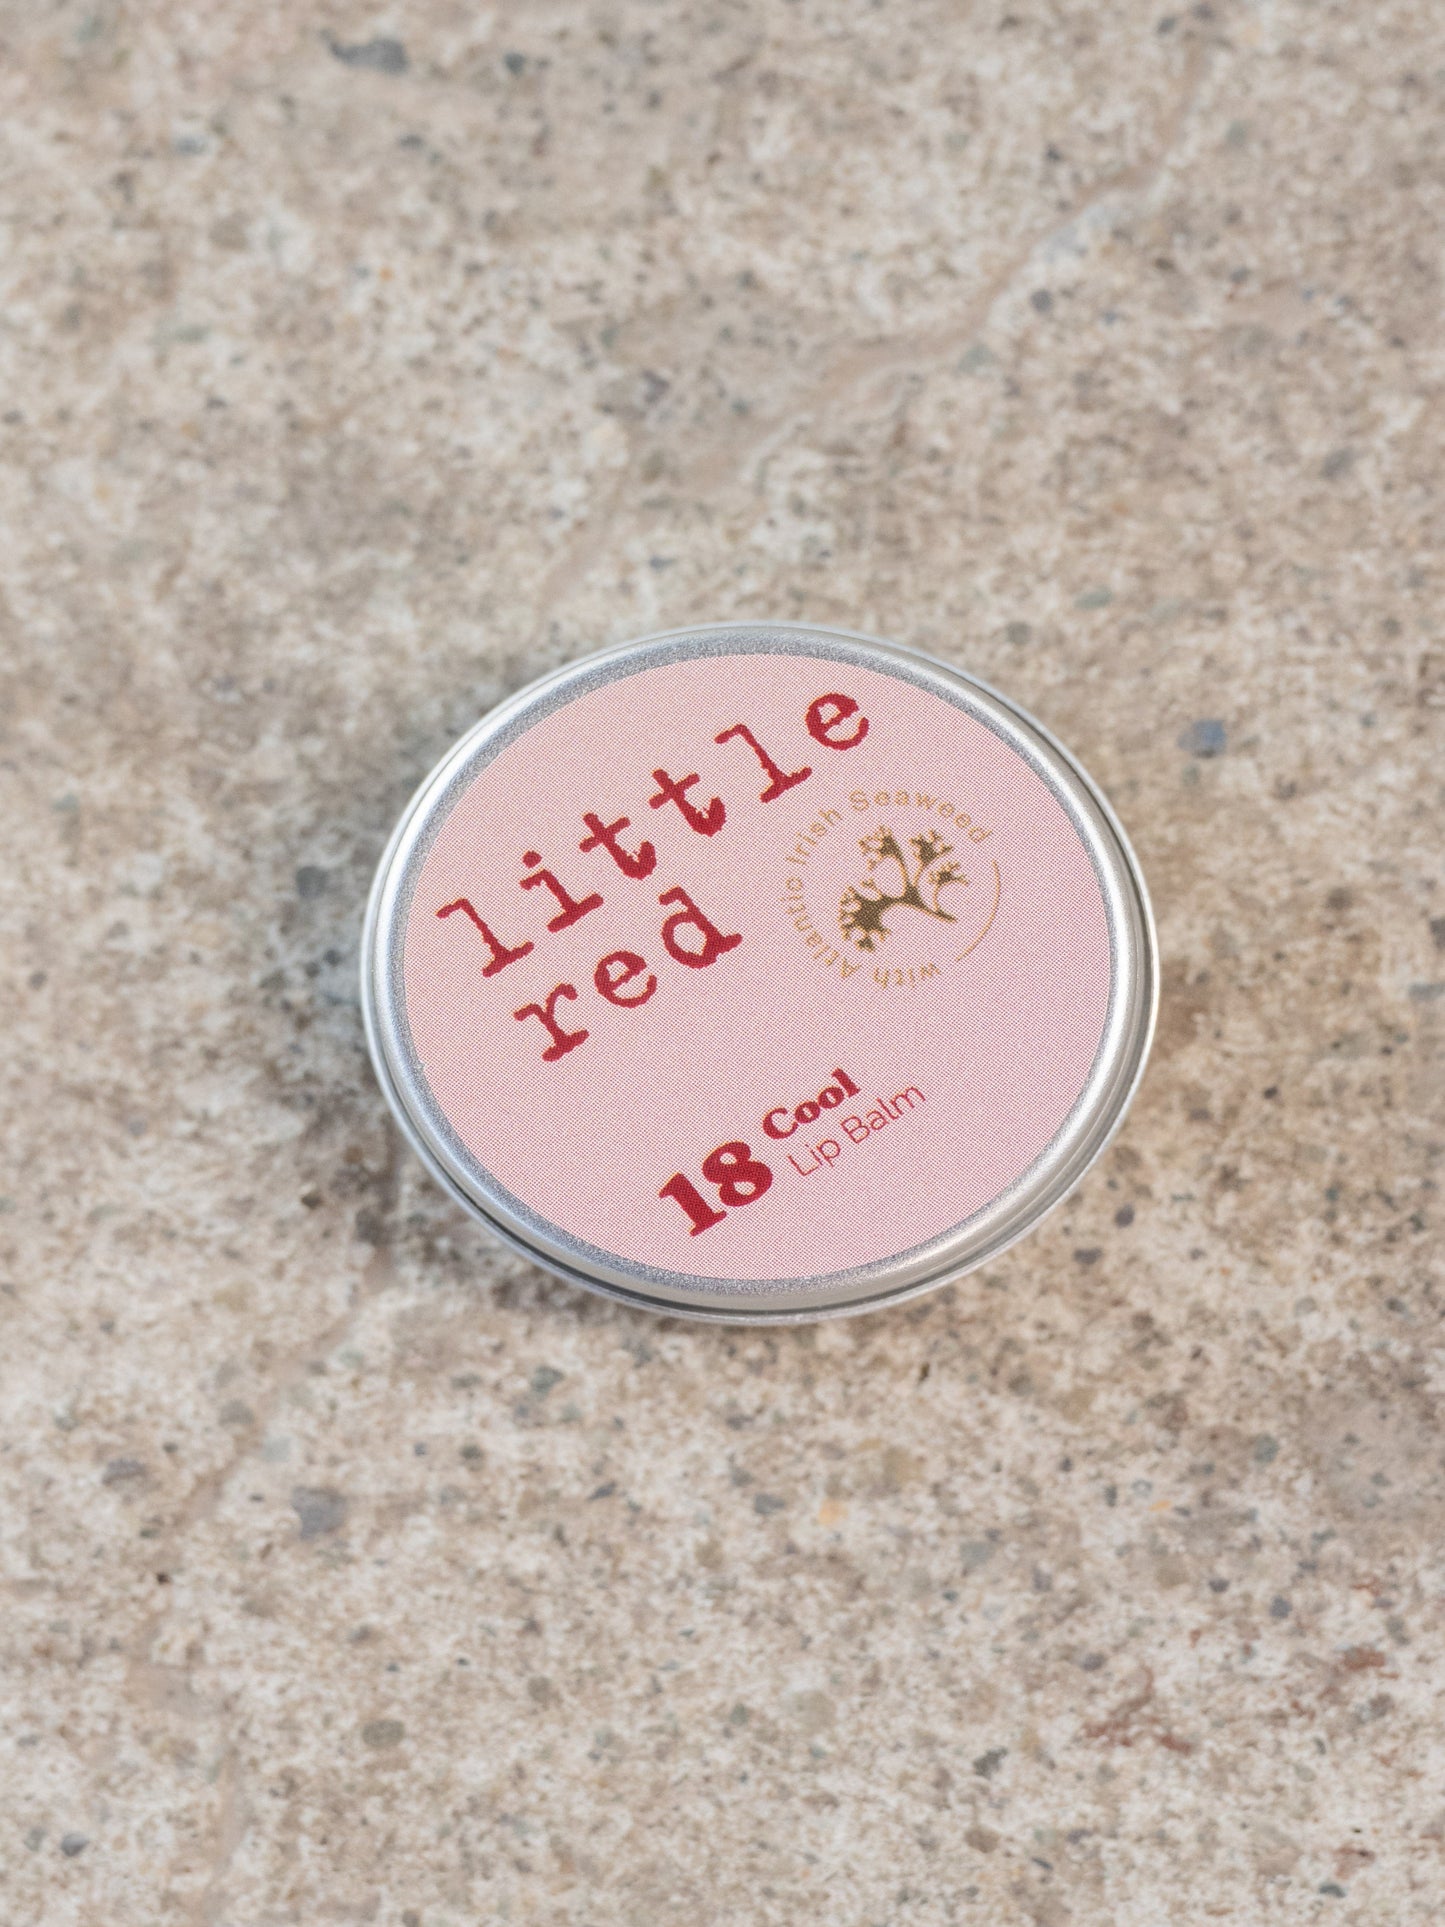 little
red
with Atlantic Irish Seaweed
18 Cool
Lip Balm